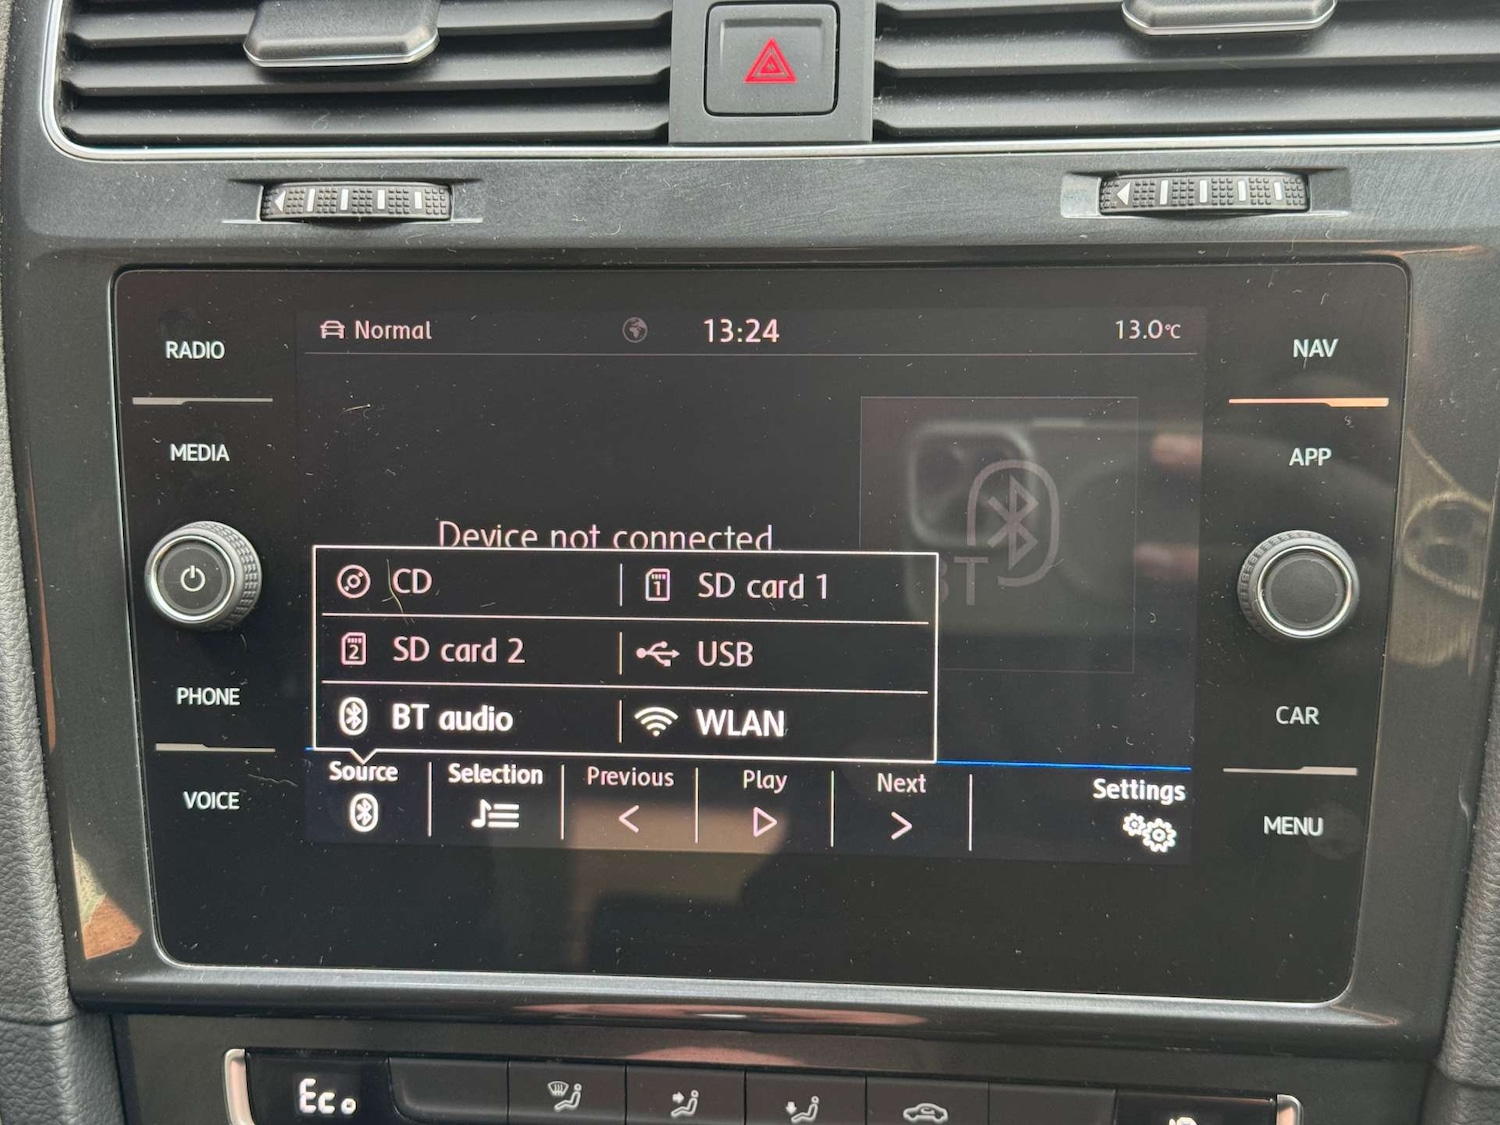 RADIO
MEDIA
PHONE
VOICE
Normal 13:24 13.0°C
Device not connected.
BT
CD SD card 1
SD card 2 USB
BT audio WLAN
Source Selection Previous Play Next Settings
NAV
APP
CAR
MENU
Eco